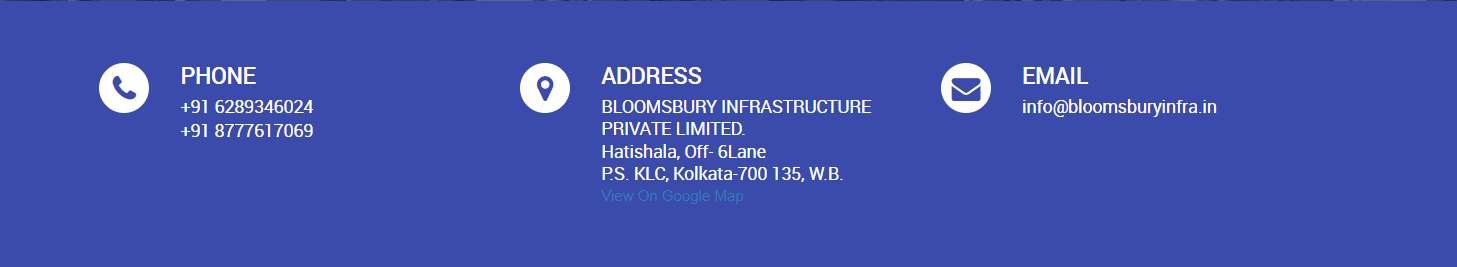 PHONE
+91 6289346024
+91 8777617069
ADDRESS
BLOOMSBURY INFRASTRUCTURE
PRIVATE LIMITED.
Hatishala, Off- 6Lane
P.S. KLC, Kolkata-700 135, W.B.
View On Google Map
EMAIL
info@bloomsburyinfra.in